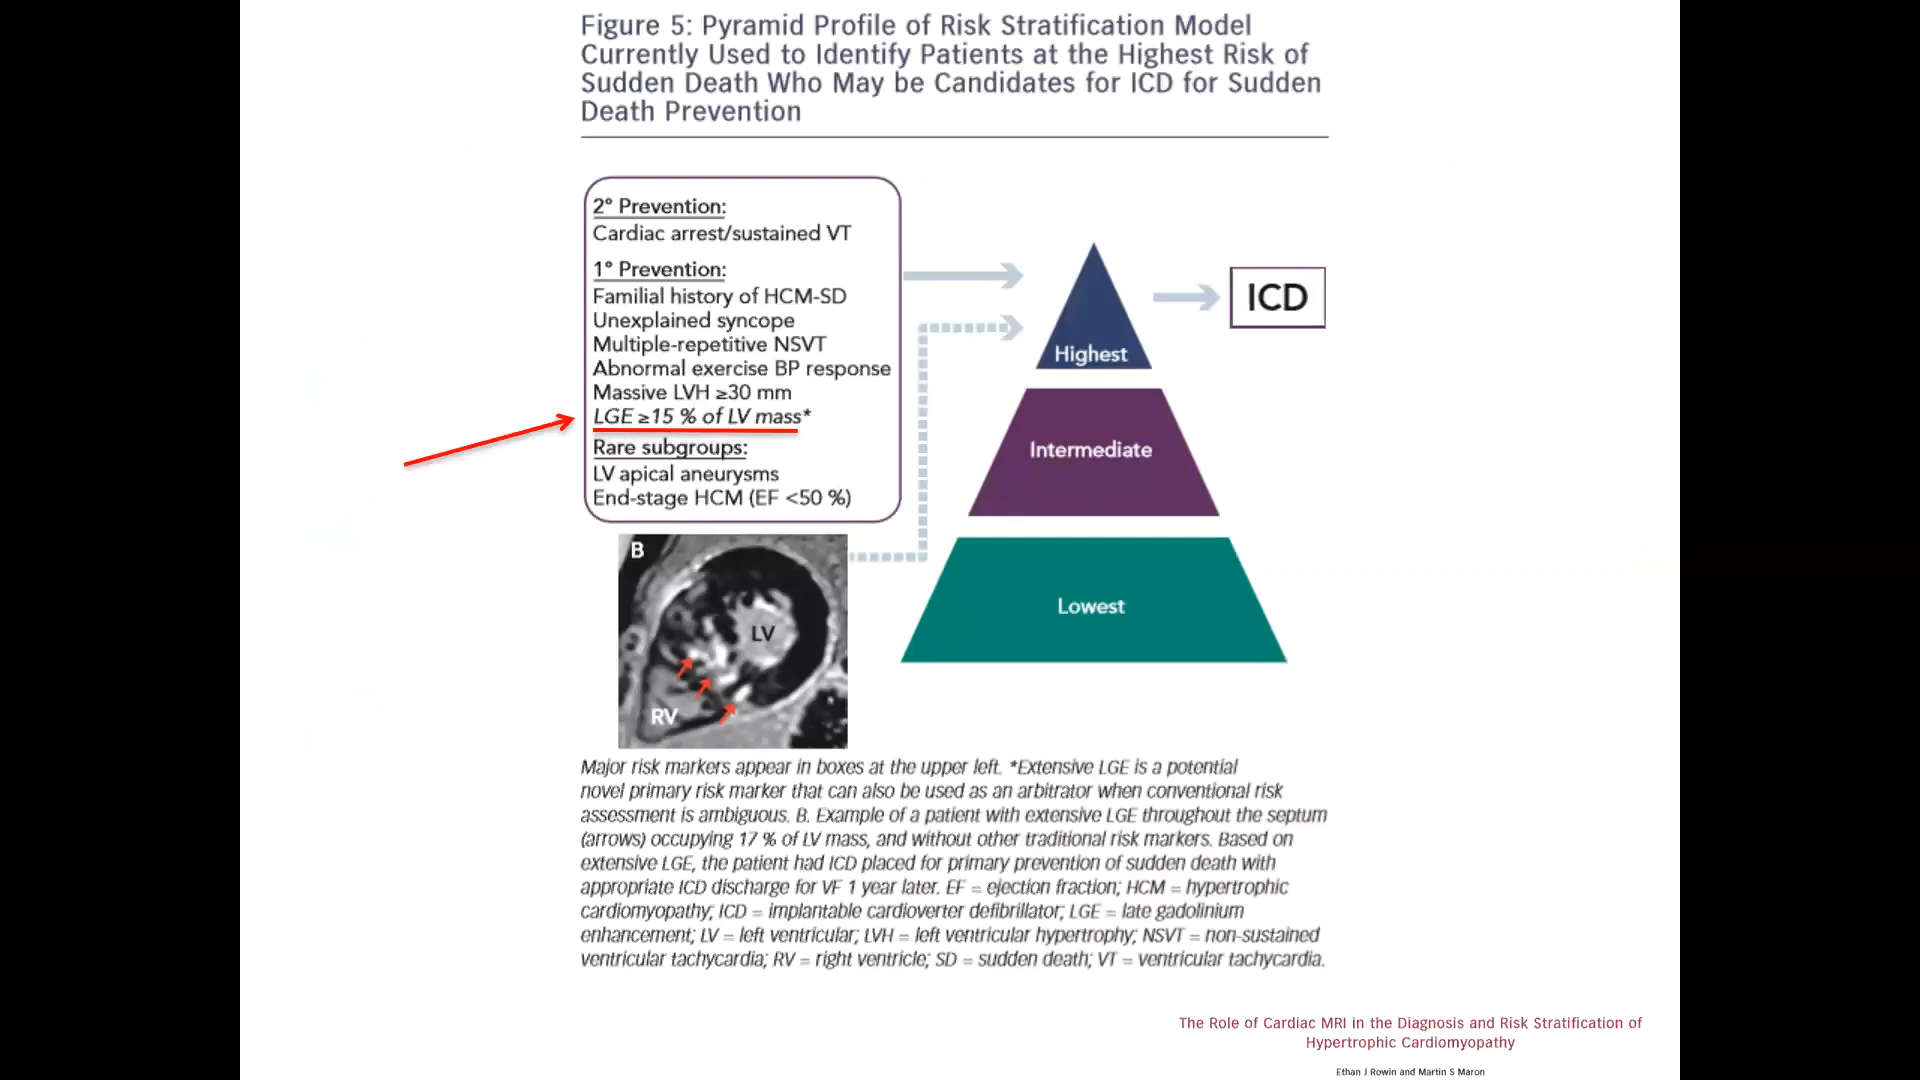 Figure 5: Pyramid Profile of Risk Stratification Model
Currently Used to Identify Patients at the Highest Risk of
Sudden Death Who May be Candidates for ICD for Sudden
Death Prevention
2° Prevention:
Cardiac arrest/sustained VT
1° Prevention:
Familial history of HCM-SD
Unexplained syncope
Multiple-repetitive NSVT
Abnormal exercise BP response
Massive LVH ≥30 mm
LGE ≥15 % of LV mass*
Rare subgroups:
LV apical aneurysms
End-stage HCM (EF <50 %)
Highest
ICD
Intermediate
Lowest
B
LV
RV
Major risk markers appear in boxes at the upper left. *Extensive LGE is a potential
novel primary risk marker that can also be used as an arbitrator when conventional risk
assessment is ambiguous. B. Example of a patient with extensive LGE throughout the septum
(arrows) occupying 17 % of LV mass, and without other traditional risk markers. Based on
extensive LGE, the patient had ICD placed for primary prevention of sudden death with
appropriate ICD discharge for VF 1 year later. EF = ejection fraction; HCM = hypertrophic
cardiomyopathy; ICD = implantable cardioverter defibrillator; LGE = late gadolinium
enhancement; LV = left ventricular; LVH = left ventricular hypertrophy; NSVT = non-sustained
ventricular tachycardia; RV = right ventricle; SD = sudden death; VT = ventricular tachycardia.
The Role of Cardiac MRI in the Diagnosis and Risk Stratification of
Hypertrophic Cardiomyopathy
Ethan J Rowin and Martin S Maron